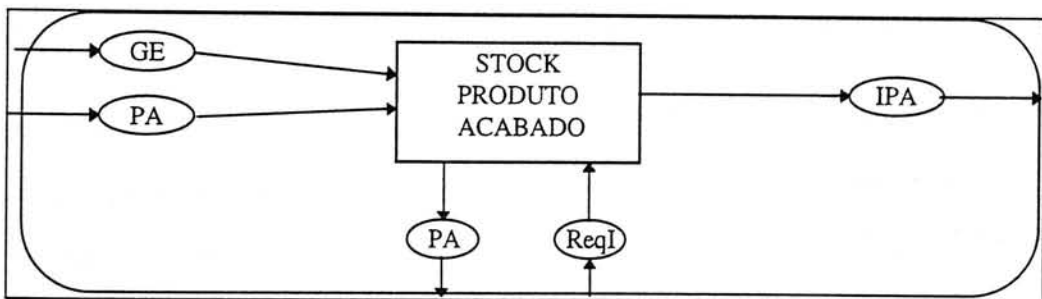 GE
STOCK
PRODUTO
ACABADO
IPA
PA
PA
ReqI